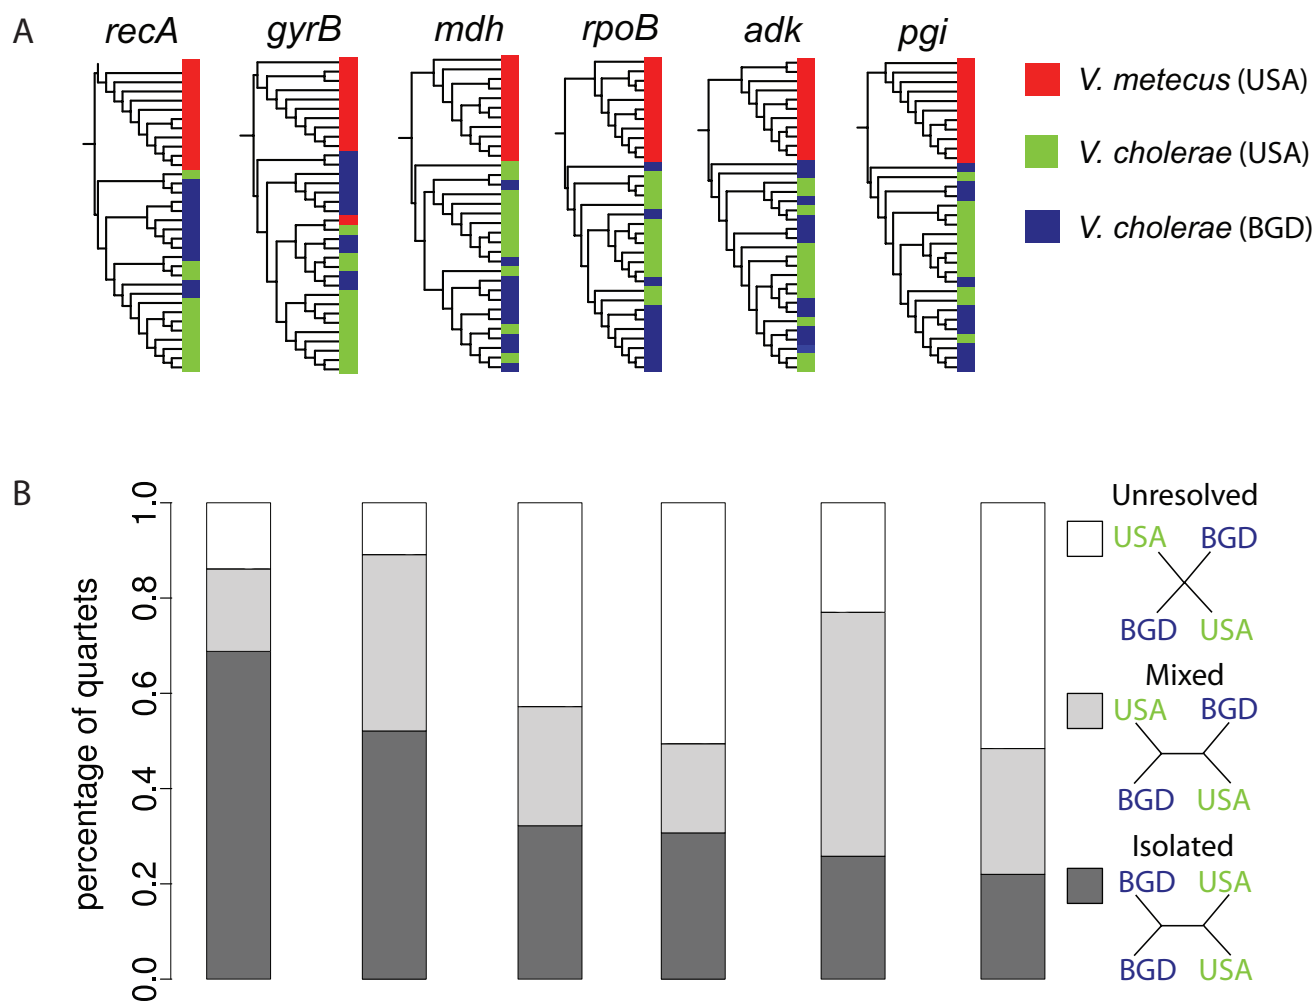 A
recA gyrB mdh rpoB adk pgi
V. metecus (USA)
V. cholerae (USA)
V. cholerae (BGD)
B
percentage of quartets
1.0
0.8
0.6
0.4
0.2
0.0
Unresolved
USA BGD
BGD USA
Mixed
USA BGD
BGD USA
Isolated
BGD USA
BGD USA